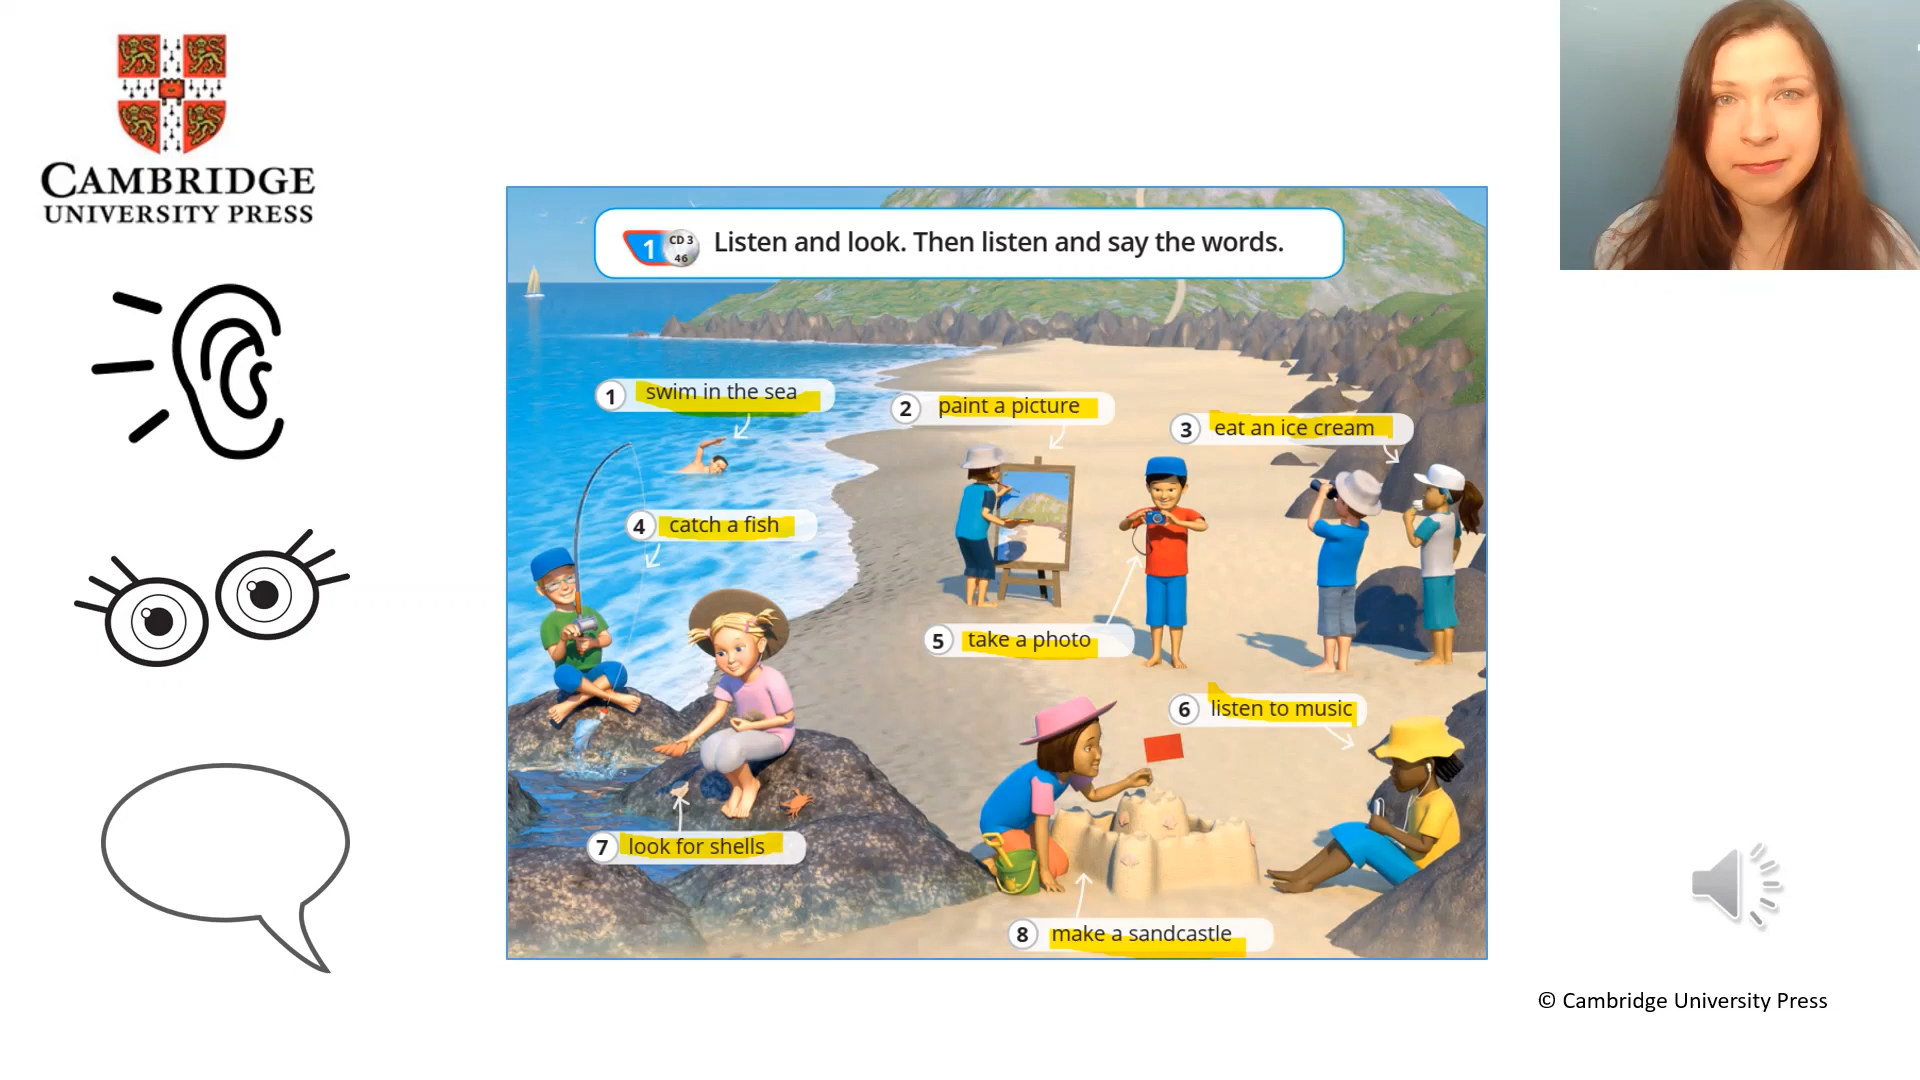 CAMBRIDGE
UNIVERSITY PRESS
1 CD 3 46 Listen and look. Then listen and say the words.
1 swim in the sea
2 paint a picture
3 eat an ice cream
4 catch a fish
5 take a photo
6 listen to music
7 look for shells
8 make a sandcastle
© Cambridge University Press